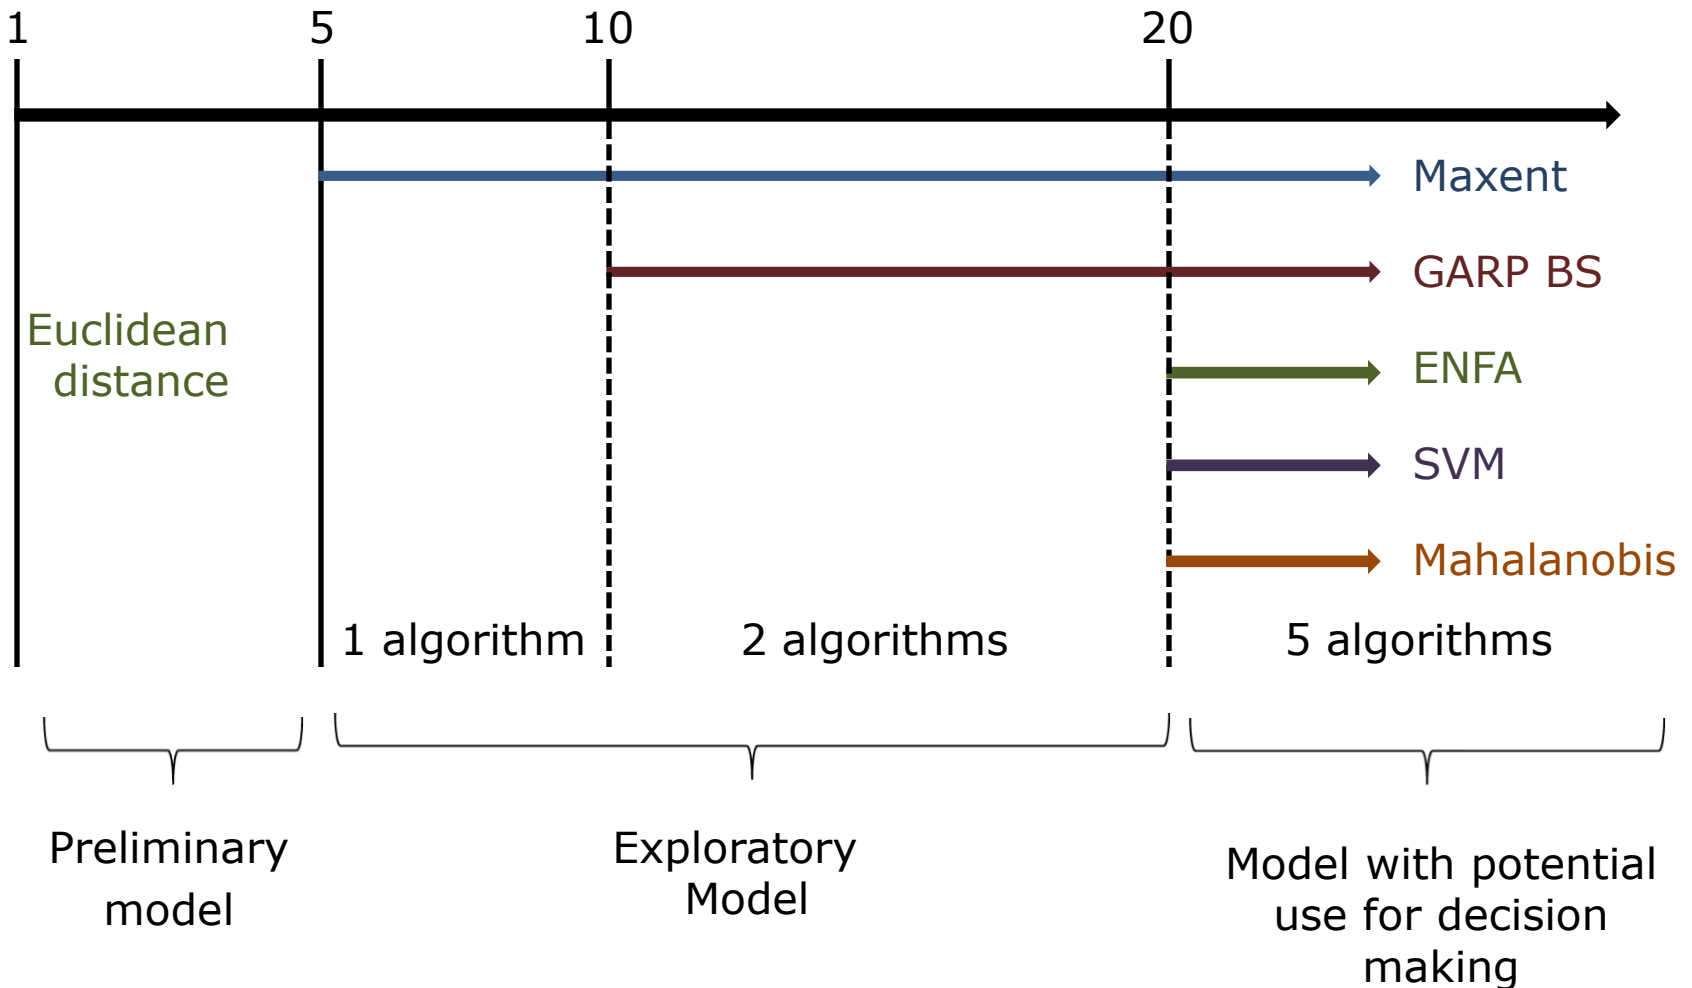 1
5
10
20
Maxent
GARP BS
Euclidean
distance
ENFA
SVM
Mahalanobis
1 algorithm
2 algorithms
5 algorithms
Preliminary
model
Exploratory
Model
Model with potential
use for decision
making